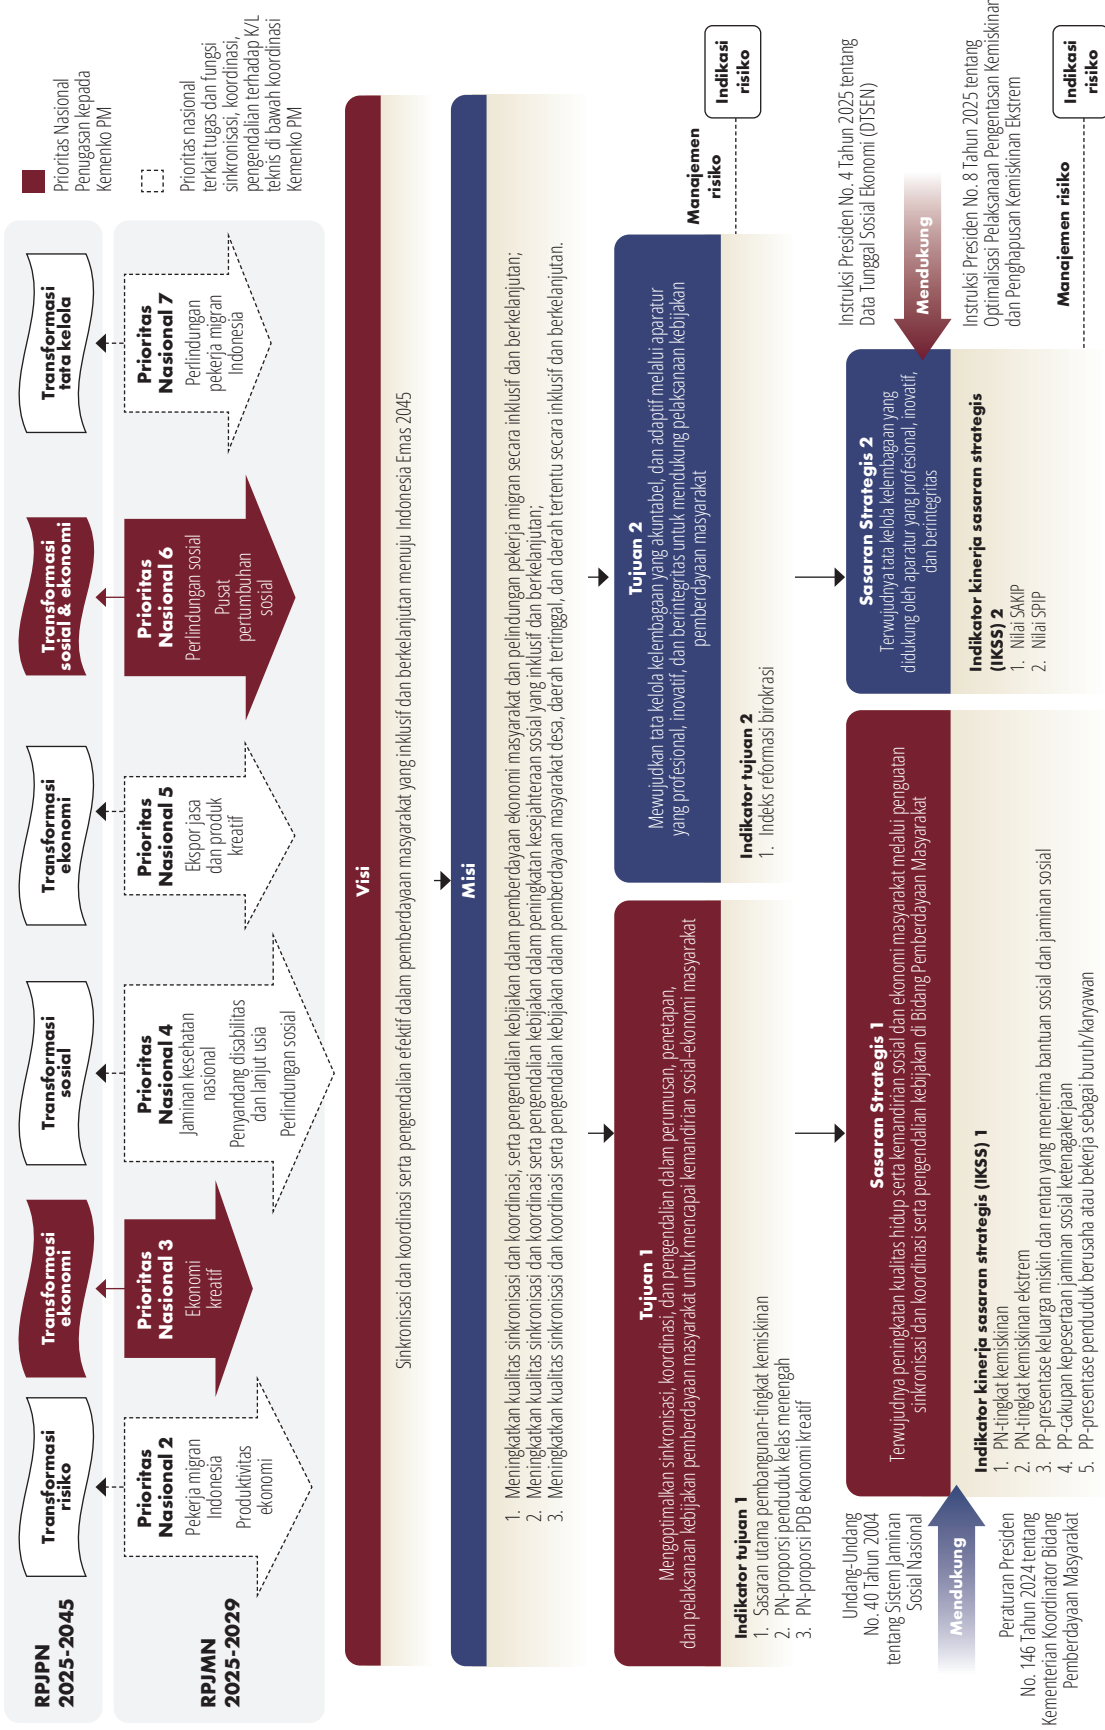 RPJPN
2025-2045
Transformasi
risiko
Transformasi
ekonomi
Transformasi
sosial
Transformasi
ekonomi
Transformasi
sosial & ekonomi
Transformasi
tata kelola
Prioritas Nasional
Penugasan kepada
Kemenko PM
Prioritas nasional
terkait tugas dan fungsi
sinkronisasi, koordinasi,
pengendalian terhadap K/L
teknis di bawah koordinasi
Kemenko PM
RPJMN
2025-2029
Prioritas
Nasional 2
Pekerja migran
Indonesia
Produktivitas
ekonomi
Prioritas
Nasional 3
Ekonomi
kreatif
Prioritas
Nasional 4
Jaminan kesehatan
nasional
Penyandang disabilitas
dan lanjut usia
Perlindungan sosial
Prioritas
Nasional 5
Ekspor jasa
dan produk
kreatif
Prioritas
Nasional 6
Perlindungan sosial
Pusat
pertumbuhan
sosial
Prioritas
Nasional 7
Perlindungan
pekerja migran
Indonesia
Visi
Sinkronisasi dan koordinasi serta pengendalian efektif dalam pemberdayaan masyarakat yang inklusif dan berkelanjutan menuju Indonesia Emas 2045
Misi
1. Meningkatkan kualitas sinkronisasi dan koordinasi, serta pengendalian kebijakan dalam pemberdayaan ekonomi masyarakat dan pelindungan pekerja migran secara inklusif dan berkelanjutan;
2. Meningkatkan kualitas sinkronisasi dan koordinasi serta pengendalian kebijakan dalam peningkatan kesejahteraan sosial yang inklusif dan berkelanjutan;
3. Meningkatkan kualitas sinkronisasi dan koordinasi serta pengendalian kebijakan dalam pemberdayaan masyarakat desa, daerah tertinggal, dan daerah tertentu secara inklusif dan berkelanjutan.
Tujuan 1
Mengoptimalkan sinkronisasi, koordinasi, dan pengendalian dalam perumusan, penetapan,
dan pelaksanaan kebijakan pemberdayaan masyarakat untuk mencapai kemandirian sosial-ekonomi masyarakat
Indikator tujuan 1
1. Sasaran utama pembangunan-tingkat kemiskinan
2. PN-proporsi penduduk kelas menengah
3. PN-proporsi PDB ekonomi kreatif
Tujuan 2
Mewujudkan tata kelola kelembagaan yang akuntabel, dan adaptif melalui aparatur
yang profesional, inovatif, dan berintegritas untuk mendukung pelaksanaan kebijakan
pemberdayaan masyarakat
Indikator tujuan 2
1. Indeks reformasi birokrasi
Manajemen
risiko
Indikasi
risiko
Undang-Undang
No. 40 Tahun 2004
tentang Sistem Jaminan
Sosial Nasional
Mendukung
Peraturan Presiden
No. 146 Tahun 2024 tentang
Kementerian Koordinator Bidang
Pemberdayaan Masyarakat
Sasaran Strategis 1
Terwujudnya peningkatan kualitas hidup serta kemandirian sosial dan ekonomi masyarakat melalui penguatan
sinkronisasi dan koordinasi serta pengendalian kebijakan di Bidang Pemberdayaan Masyarakat
Indikator kinerja sasaran strategis (IKSS) 1
1. PN-tingkat kemiskinan
2. PN-tingkat kemiskinan ekstrem
3. PP-presentase keluarga miskin dan rentan yang menerima bantuan sosial dan jaminan sosial
4. PP-cakupan kepesertaan jaminan sosial ketenagakerjaan
5. PP-presentase penduduk berusaha atau bekerja sebagai buruh/karyawan
Sasaran Strategis 2
Terwujudnya tata kelola kelembagaan yang
didukung oleh aparatur yang profesional, inovatif,
dan berintegritas
Indikator kinerja sasaran strategis
(IKSS) 2
1. Nilai SAKIP
2. Nilai SPIP
Instruksi Presiden No. 4 Tahun 2025 tentang
Data Tunggal Sosial Ekonomi (DTSEN)
Mendukung
Instruksi Presiden No. 8 Tahun 2025 tentang
Optimalisasi Pelaksanaan Pengentasan Kemiskinan
dan Penghapusan Kemiskinan Ekstrem
Manajemen risiko
Indikasi
risiko